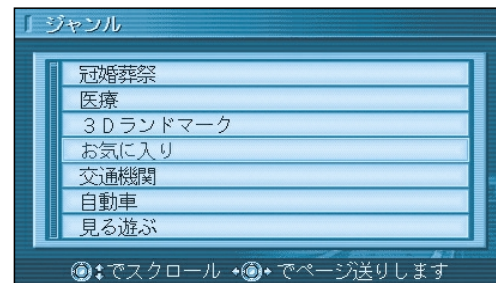 ジャンル
冠婚葬祭
医療
３Ｄランドマーク
お気に入り
交通機関
自動車
見る遊ぶ
でスクロール でページ送りします